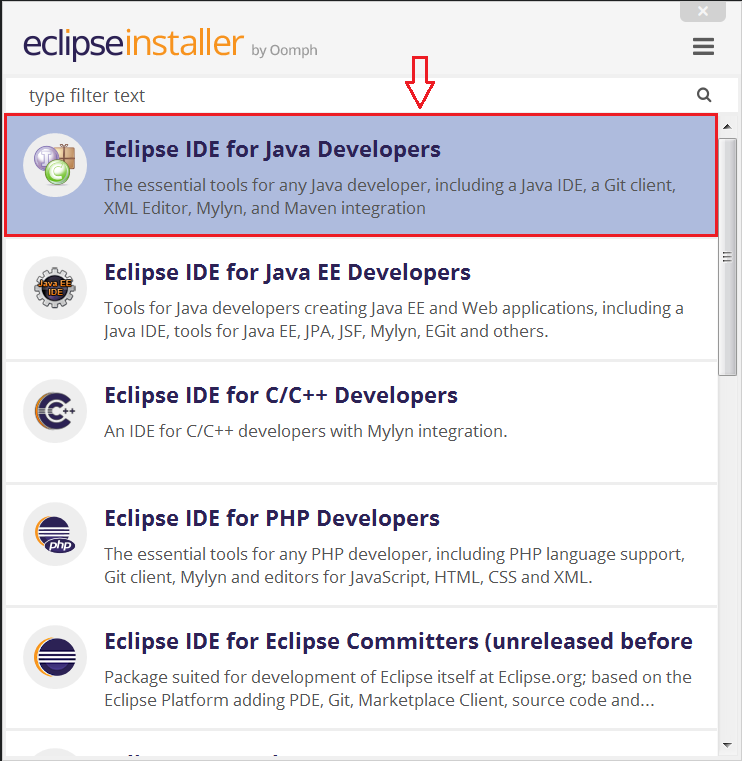 eclipseinstaller by Oomph
type filter text
Eclipse IDE for Java Developers
The essential tools for any Java developer, including a Java IDE, a Git client,
XML Editor, Mylyn, and Maven integration
Java EE
IDE
Eclipse IDE for Java EE Developers
Tools for Java developers creating Java EE and Web applications, including a
Java IDE, tools for Java EE, JPA, JSF, Mylyn, EGit and others.
C++
Eclipse IDE for C/C++ Developers
An IDE for C/C++ developers with Mylyn integration.
php
Eclipse IDE for PHP Developers
The essential tools for any PHP developer, including PHP language support,
Git client, Mylyn and editors for JavaScript, HTML, CSS and XML.
Eclipse IDE for Eclipse Committers (unreleased before
Package suited for development of Eclipse itself at Eclipse.org; based on the
Eclipse Platform adding PDE, Git, Marketplace Client, source code and...